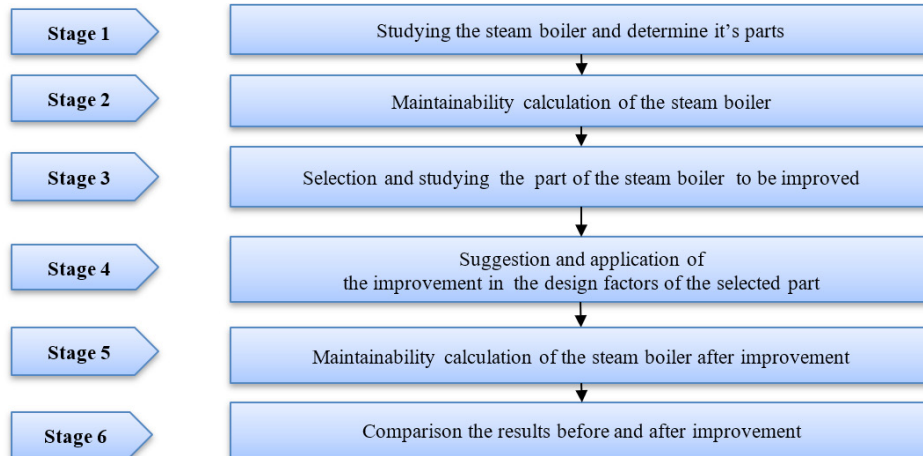 Stage 1
Studying the steam boiler and determine it’s parts
Stage 2
Maintainability calculation of the steam boiler
Stage 3
Selection and studying the part of the steam boiler to be improved
Stage 4
Suggestion and application of
the improvement in the design factors of the selected part
Stage 5
Maintainability calculation of the steam boiler after improvement
Stage 6
Comparison the results before and after improvement